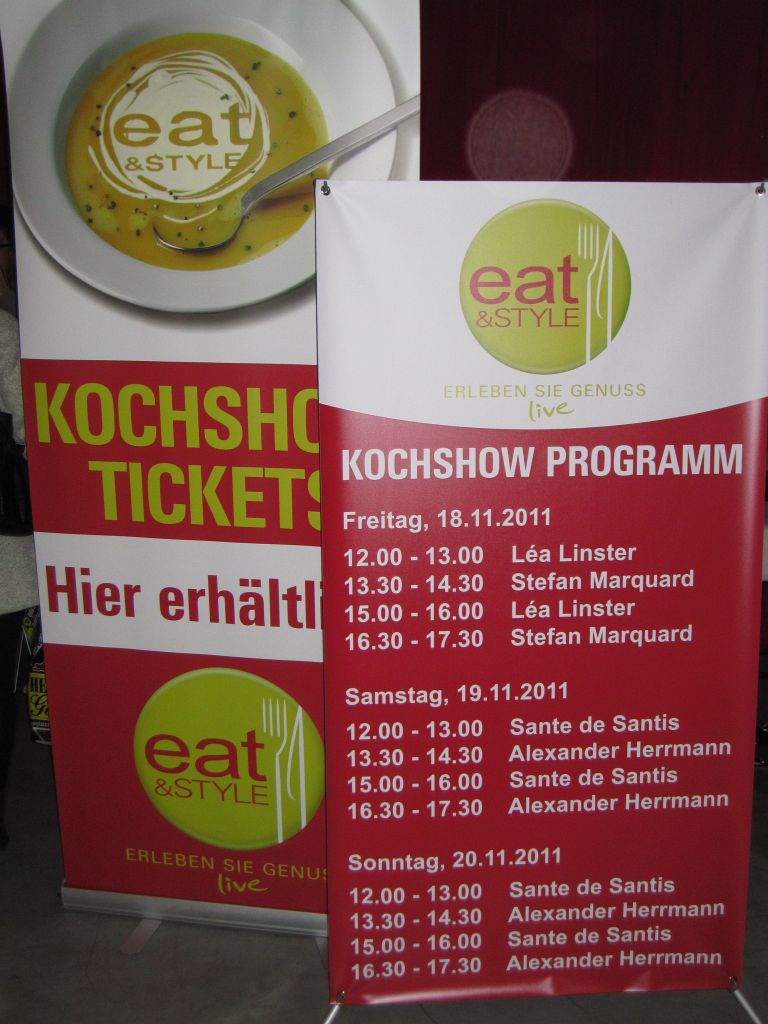 eat
&STYLE
KOCHSHO
TICKETS
Hier erhältli
eat
&STYLE
ERLEBEN SIE GENUS
live
eat
&STYLE
ERLEBEN SIE GENUSS
live
KOCHSHOW PROGRAMM
Freitag, 18.11.2011
12.00 - 13.00 Léa Linster
13.30 - 14.30 Stefan Marquard
15.00 - 16.00 Léa Linster
16.30 - 17.30 Stefan Marquard
Samstag, 19.11.2011
12.00 - 13.00 Sante de Santis
13.30 - 14.30 Alexander Herrmann
15.00 - 16.00 Sante de Santis
16.30 - 17.30 Alexander Herrmann
Sonntag, 20.11.2011
12.00 - 13.00 Sante de Santis
13.30 - 14.30 Alexander Herrmann
15.00 - 16.00 Sante de Santis
16.30 - 17.30 Alexander Herrmann